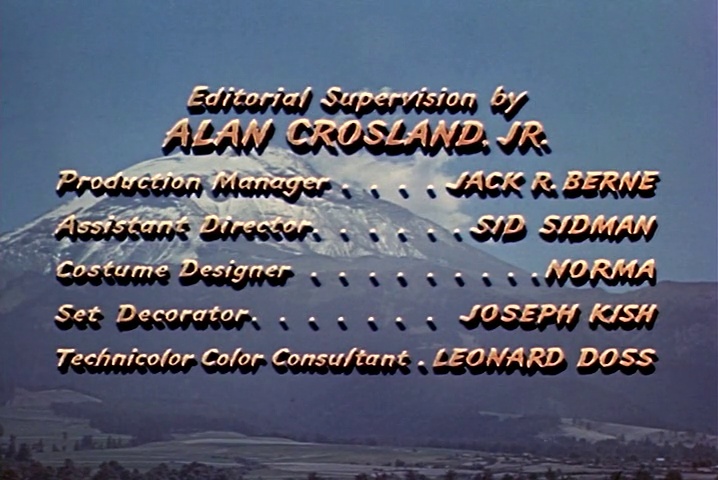 Editorial Supervision by
ALAN CROSLAND, JR.
Production Manager . . . . . JACK R. BERNE
Assistant Director. . . . . . . SID SIDMAN
Costume Designer . . . . . . . . . . . NORMA
Set Decorator. . . . . . . JOSEPH KISH
Technicolor Color Consultant . LEONARD DOSS